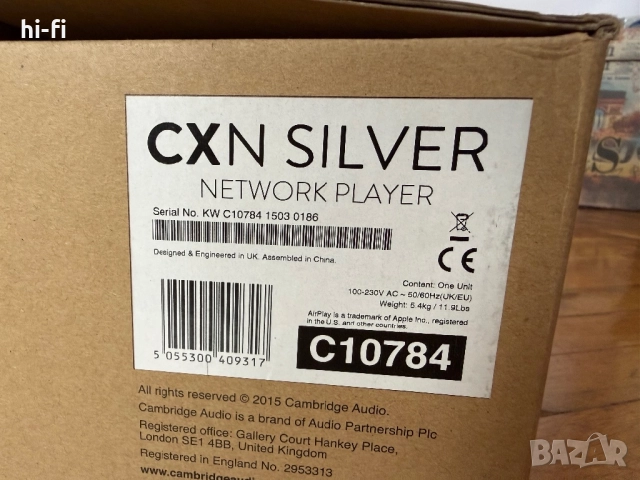 hi-fi
CXN SILVER
NETWORK PLAYER
Serial No. KW C10784 1503 0186
Designed & Engineered in UK. Assembled in China.
Content: One Unit
100-230V AC ~ 50/60Hz(UK/EU)
Weight: 5.4kg / 11.9Lbs
AirPlay is a trademark of Apple Inc., registered
in the U.S. and other countries.
5 055300 409317
C10784
All rights reserved © 2015 Cambridge Audio.
Cambridge Audio is a brand of Audio Partnership Plc
Registered office: Gallery Court Hankey Place,
London SE1 4BB, United Kingdom
Registered in England No. 2953313
www.cambridgeaudi
BAZAR